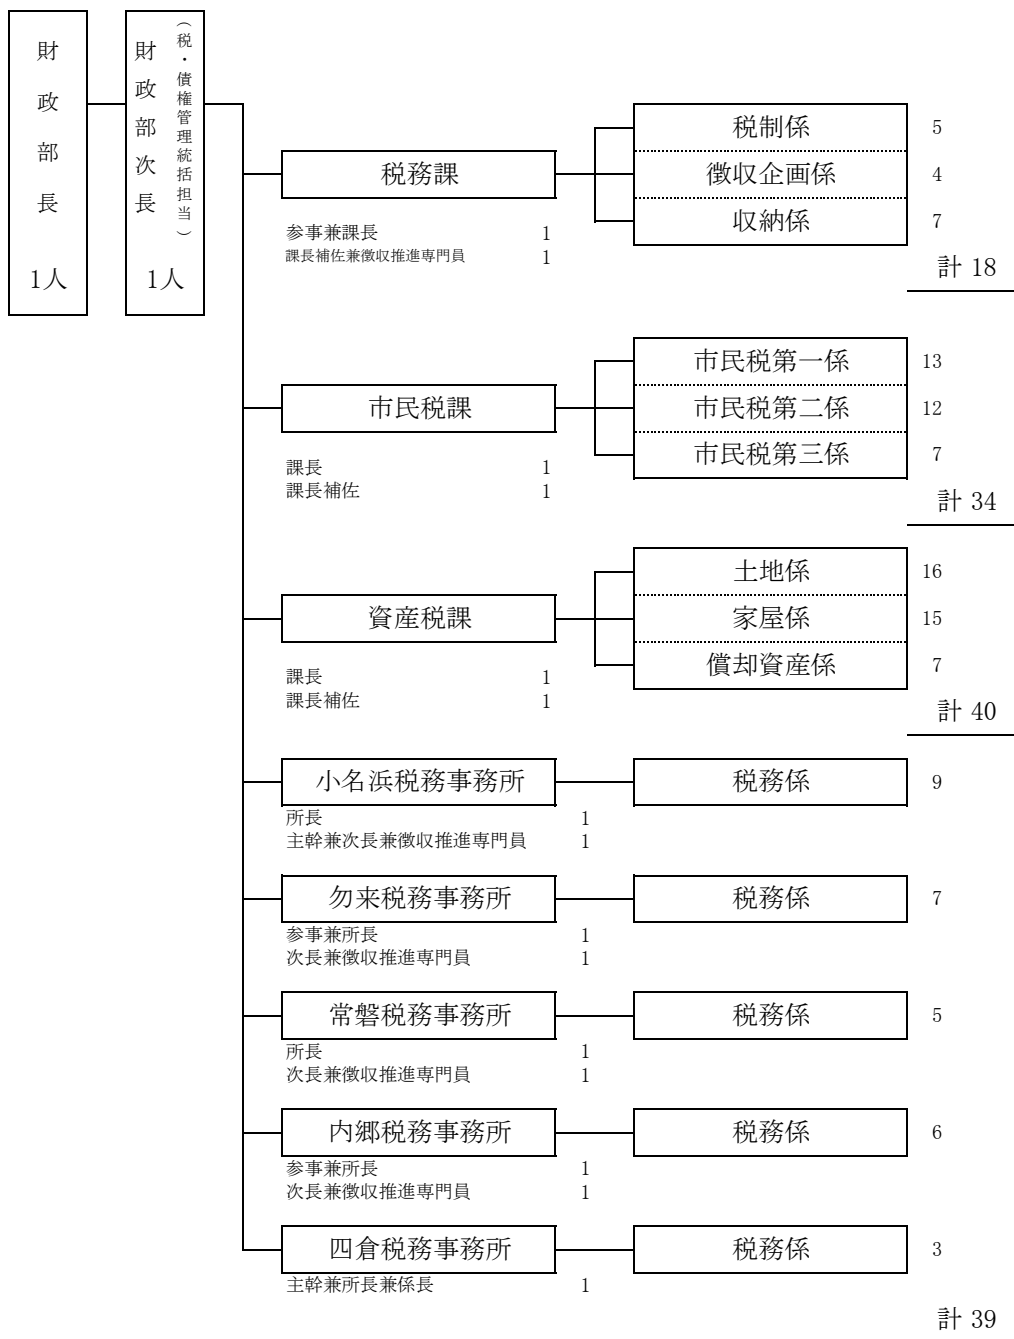 財政部長
1人
財政部次長
(税・債権管理統括担当)
1人
税務課
参事兼課長 1
課長補佐兼徴収推進専門員 1
税制係 5
徴収企画係 4
収納係 7
計 18
市民税課
課長 1
課長補佐 1
市民税第一係 13
市民税第二係 12
市民税第三係 7
計 34
資産税課
課長 1
課長補佐 1
土地係 16
家屋係 15
償却資産係 7
計 40
小名浜税務事務所 税務係 9
所長 1
主幹兼次長兼徴収推進専門員 1
勿来税務事務所 税務係 7
参事兼所長 1
次長兼徴収推進専門員 1
常磐税務事務所 税務係 5
所長 1
次長兼徴収推進専門員 1
内郷税務事務所 税務係 6
参事兼所長 1
次長兼徴収推進専門員 1
四倉税務事務所 税務係 3
主幹兼所長兼係長 1
計 39